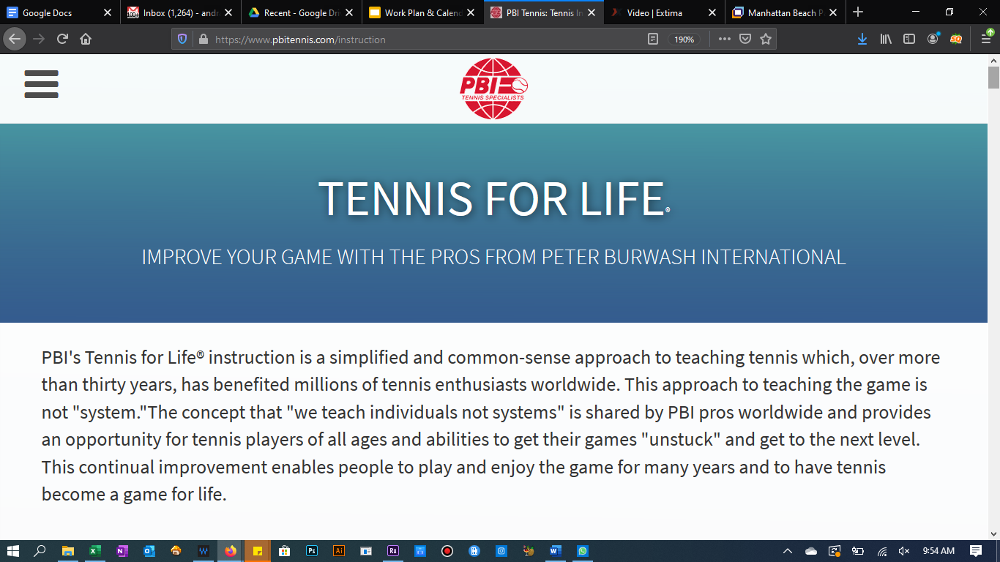 Google Docs
Inbox (1,264) - andr
Recent - Google Dri
Work Plan & Calend
PBI Tennis: Tennis In
Video | Extima
Manhattan Beach P
https://www.pbitennis.com/instruction
190%
PBI
TENNIS SPECIALISTS
TENNIS FOR LIFE®
IMPROVE YOUR GAME WITH THE PROS FROM PETER BURWASH INTERNATIONAL
PBI's Tennis for Life® instruction is a simplified and common-sense approach to teaching tennis which, over more
than thirty years, has benefited millions of tennis enthusiasts worldwide. This approach to teaching the game is
not "system."The concept that "we teach individuals not systems" is shared by PBI pros worldwide and provides
an opportunity for tennis players of all ages and abilities to get their games "unstuck" and get to the next level.
This continual improvement enables people to play and enjoy the game for many years and to have tennis
become a game for life.
Ps
Ai
Ru
9:54 AM